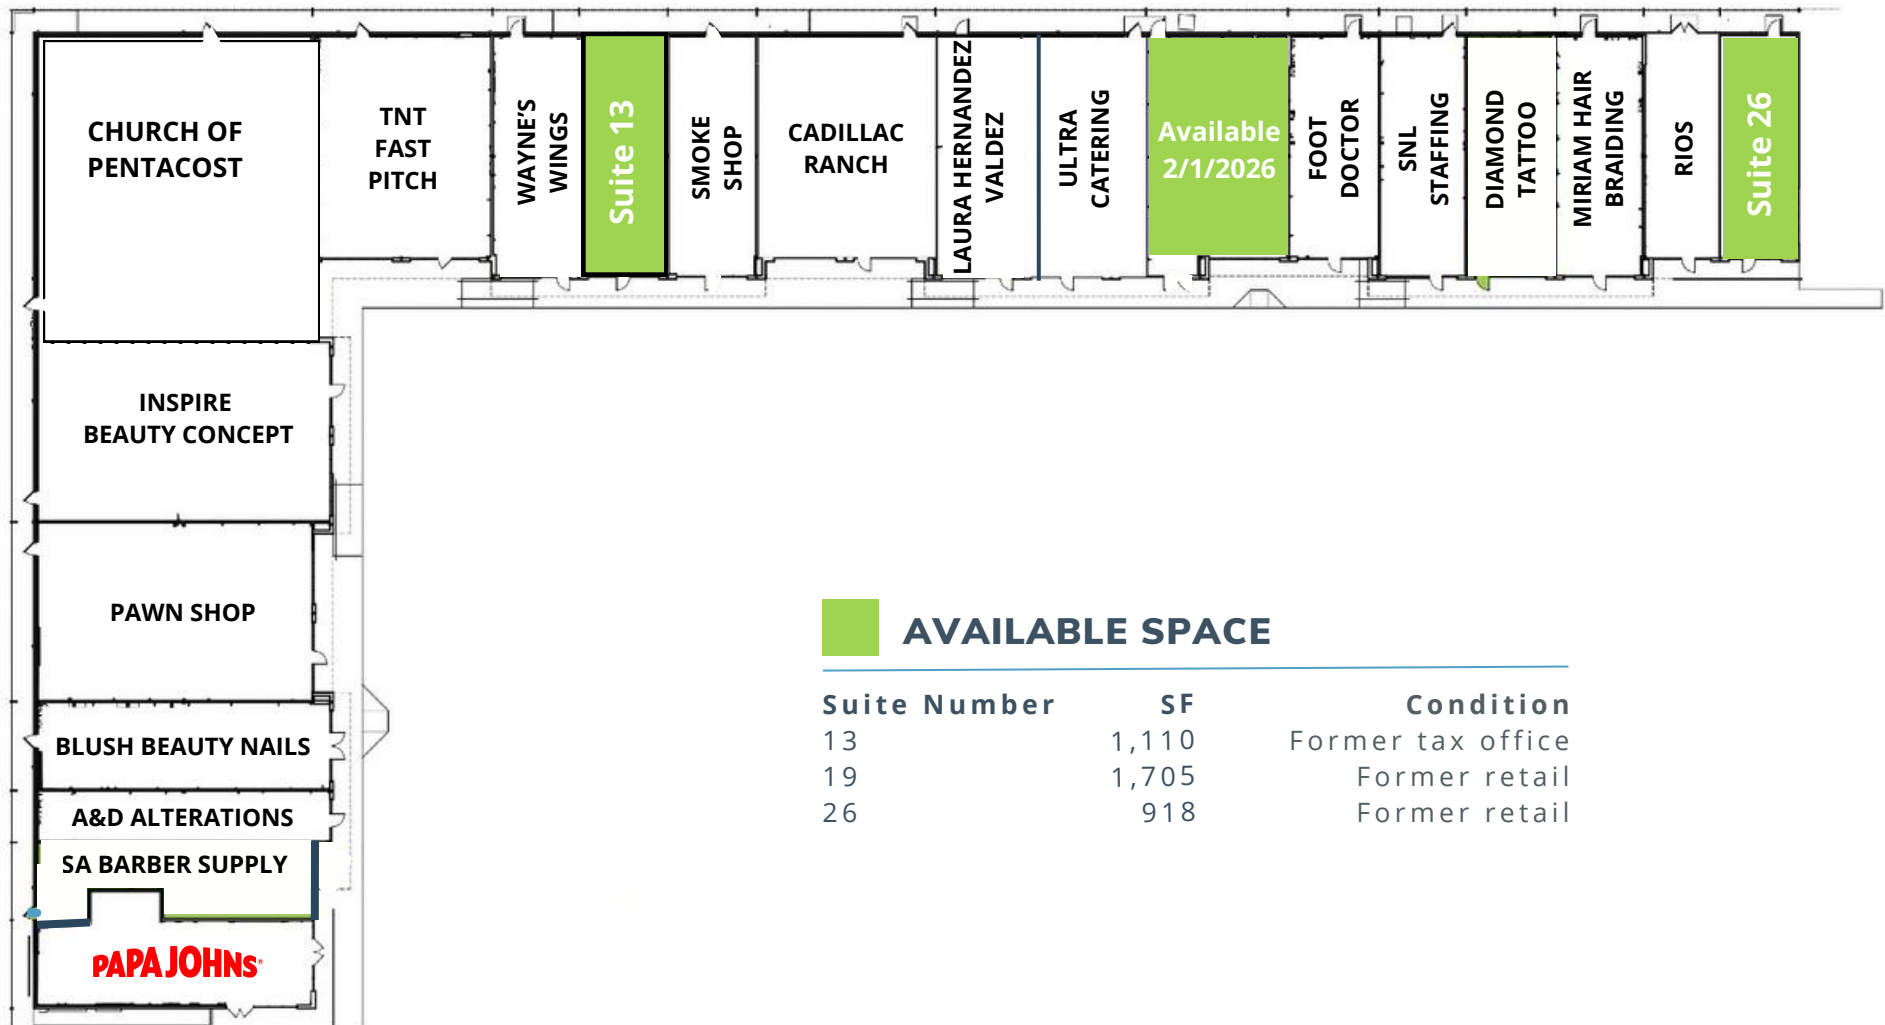 CHURCH OF
PENTACOST
TNT
FAST
PITCH
WAYNE'S
WINGS
Suite 13
SMOKE
SHOP
CADILLAC
RANCH
LAURA HERNANDEZ
VALDEZ
ULTRA
CATERING
Available
2/1/2026
FOOT
DOCTOR
SNL
STAFFING
DIAMOND
TATTOO
MIRIAM HAIR
BRAIDING
RIOS
Suite 26
INSPIRE
BEAUTY CONCEPT
PAWN SHOP
BLUSH BEAUTY NAILS
A&D ALTERATIONS
SA BARBER SUPPLY
PAPA JOHNS
AVAILABLE SPACE
Suite Number SF Condition
13 1,110 Former tax office
19 1,705 Former retail
26 918 Former retail